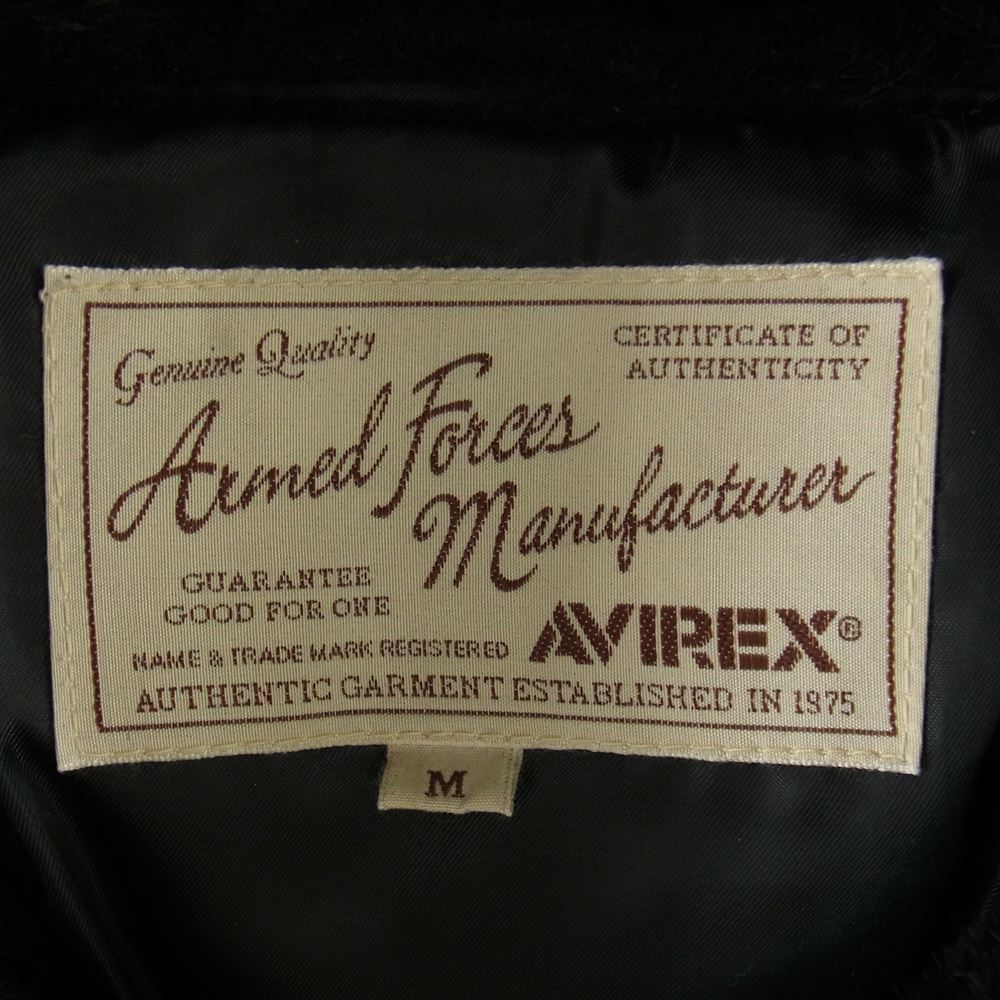 Genuine Quality
CERTIFICATE OF
AUTHENTICITY
Armed Forces
Manufacturer
GUARANTEE
GOOD FOR ONE
NAME & TRADE MARK REGISTERED
AVIREX®
AUTHENTIC GARMENT ESTABLISHED IN 1975
M